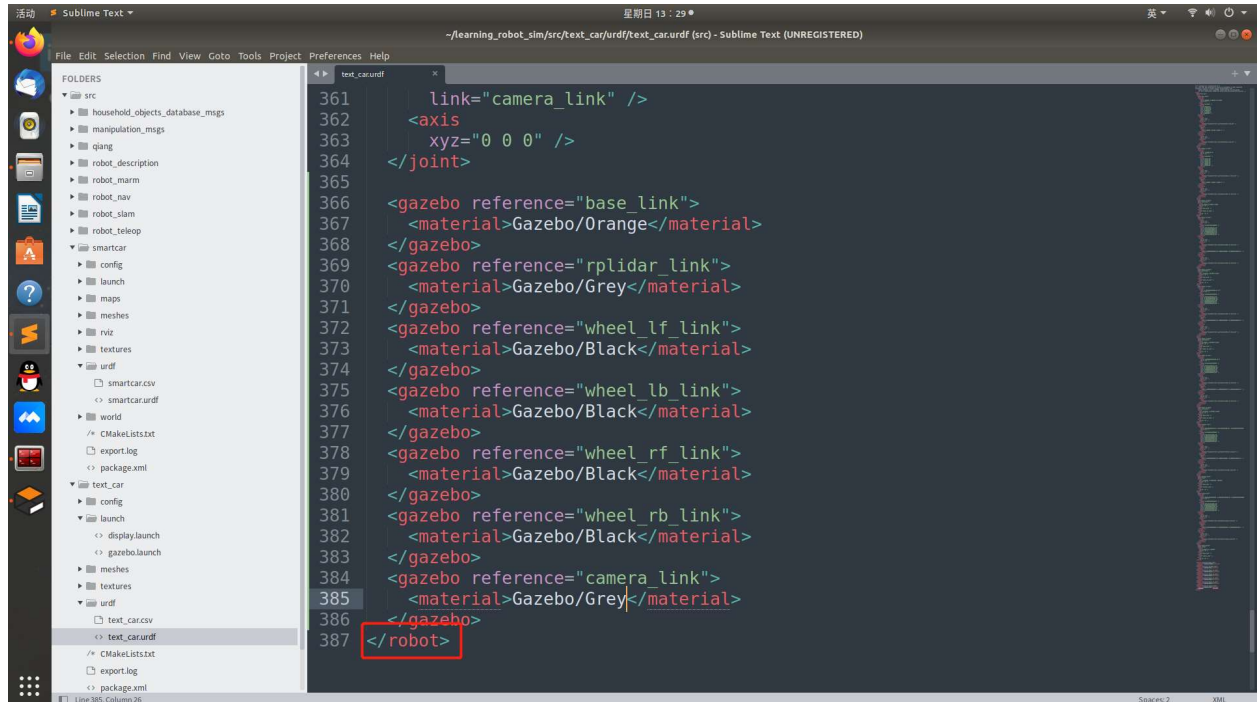 活动 Sublime Text
星期日 13：29
英
~/learning_robot_sim/src/text_car/urdf/text_car.urdf (src) - Sublime Text (UNREGISTERED)
File Edit Selection Find View Goto Tools Project Preferences Help
FOLDERS
src
household_objects_database_msgs
manipulation_msgs
qiang
robot_description
robot_marm
robot_nav
robot_slam
robot_teleop
smartcar
config
launch
maps
meshes
rviz
textures
urdf
smartcar.csv
<> smartcar.urdf
world
/* CMakeLists.txt
export.log
<> package.xml
text_car
config
launch
<> display.launch
<> gazebo.launch
meshes
textures
urdf
text_car.csv
<> text_car.urdf
/* CMakeLists.txt
export.log
<> package.xml
text_car.urdf ×
361 link="camera_link" />
362 <axis
363 xyz="0 0 0" />
364 </joint>
365
366 <gazebo reference="base_link">
367 <material>Gazebo/Orange</material>
368 </gazebo>
369 <gazebo reference="rplidar_link">
370 <material>Gazebo/Grey</material>
371 </gazebo>
372 <gazebo reference="wheel_lf_link">
373 <material>Gazebo/Black</material>
374 </gazebo>
375 <gazebo reference="wheel_lb_link">
376 <material>Gazebo/Black</material>
377 </gazebo>
378 <gazebo reference="wheel_rf_link">
379 <material>Gazebo/Black</material>
380 </gazebo>
381 <gazebo reference="wheel_rb_link">
382 <material>Gazebo/Black</material>
383 </gazebo>
384 <gazebo reference="camera_link">
385 <material>Gazebo/Grey</material>
386 </gazebo>
387 </robot>
Line 385, Column 26
Spaces: 2
XML